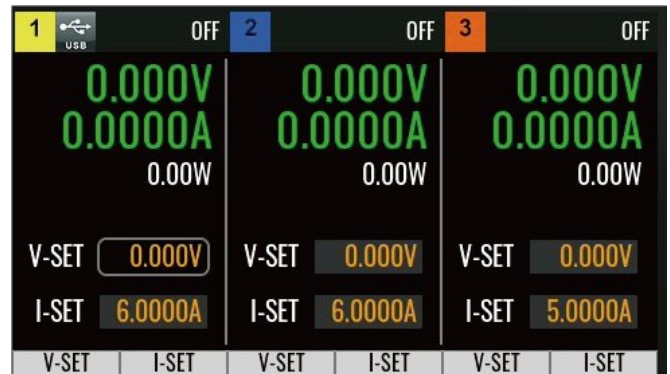 1 USB OFF 2 OFF 3 OFF
0.000V 0.000V 0.000V
0.0000A 0.0000A 0.0000A
0.00W 0.00W 0.00W
V-SET 0.000V V-SET 0.000V V-SET 0.000V
I-SET 6.0000A I-SET 6.0000A I-SET 5.0000A
V-SET I-SET V-SET I-SET V-SET I-SET